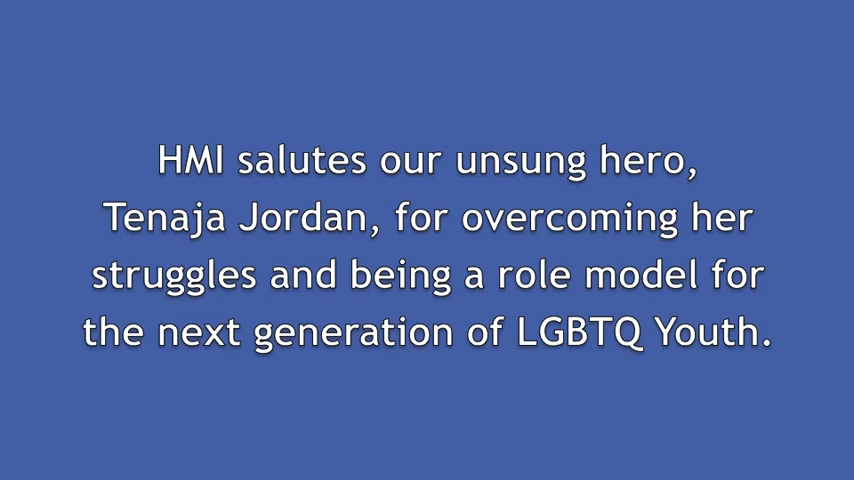 HMI salutes our unsung hero,
Tenaja Jordan, for overcoming her
struggles and being a role model for
the next generation of LGBTQ Youth.